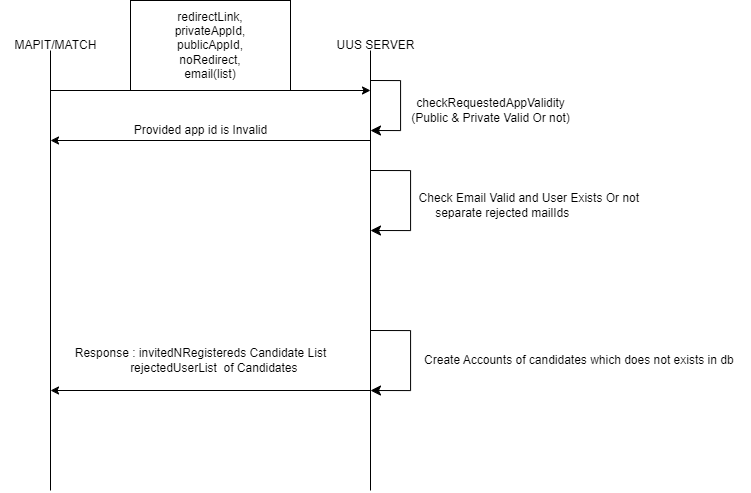 redirectLink,
privateAppId,
publicAppId,
noRedirect,
email(list)
MAPIT/MATCH
UUS SERVER
checkRequestedAppValidity
(Public & Private Valid Or not)
Provided app id is Invalid
Check Email Valid and User Exists Or not
separate rejected mailIds
Response : invitedNRegistereds Candidate List
rejectedUserList of Candidates
Create Accounts of candidates which does not exists in db